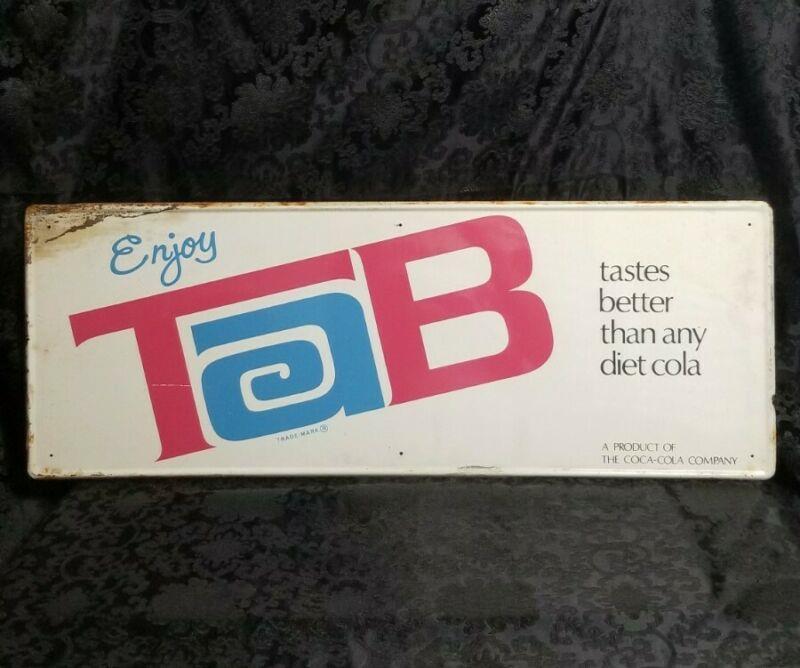 Enjoy
TaB
TRADE-MARK ®
tastes
better
than any
diet cola
A PRODUCT OF
THE COCA-COLA COMPANY